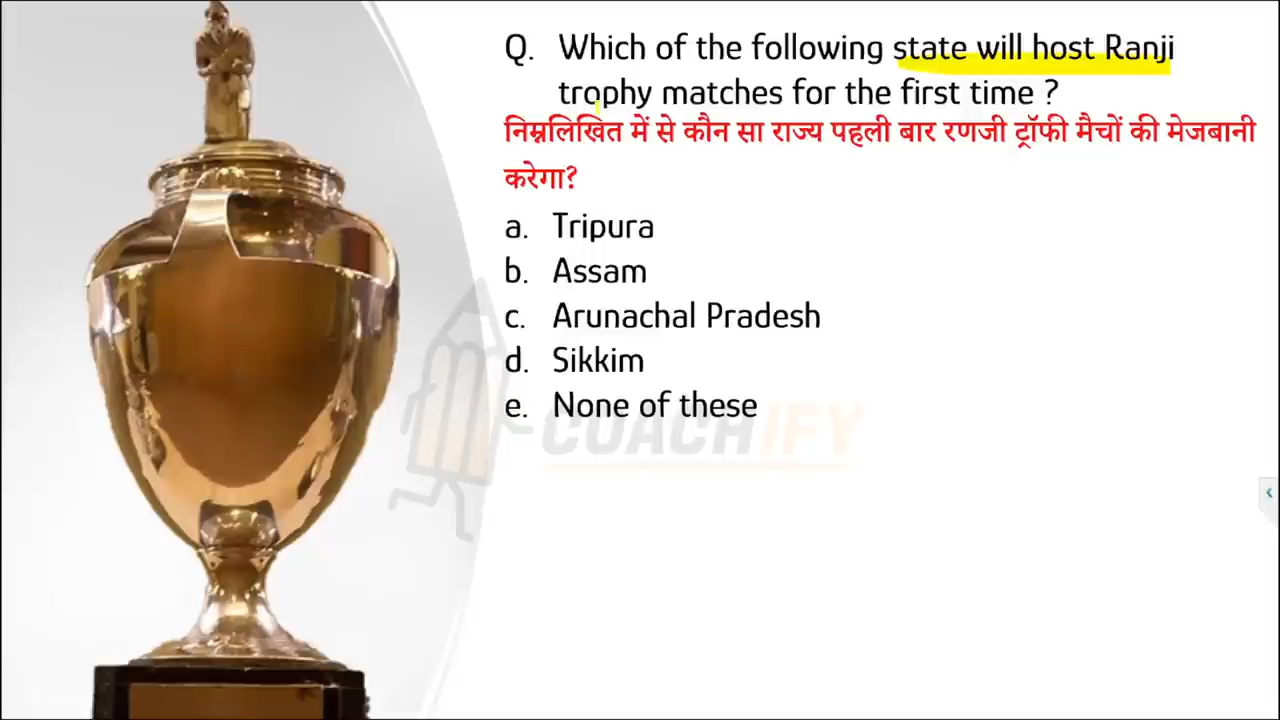 Q. Which of the following state will host Ranji
trophy matches for the first time ?
निम्नलिखित में से कौन सा राज्य पहली बार रणजी ट्रॉफी मैचों की मेजबानी
करेगा?
a. Tripura
b. Assam
c. Arunachal Pradesh
d. Sikkim
e. None of these
COACHIFY